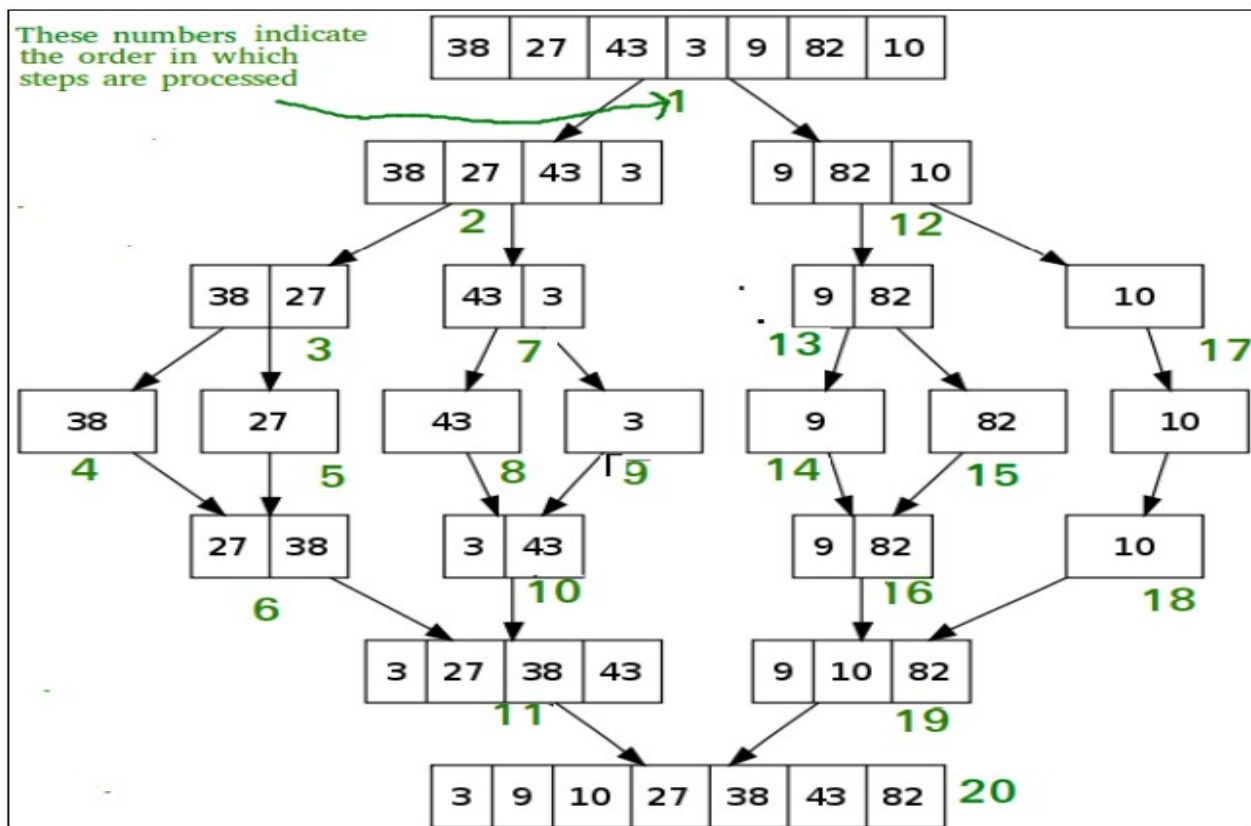 These numbers indicate
the order in which
steps are processed
38 27 43 3 9 82 10
1
38 27 43 3 9 82 10
2 12
38 27 43 3 9 82 10
3 7 13 17
38 27 43 3 9 82 10
4 5 8 9 14 15
27 38 3 43 9 82 10
6 10 16 18
3 27 38 43 9 10 82
11 19
3 9 10 27 38 43 82 20